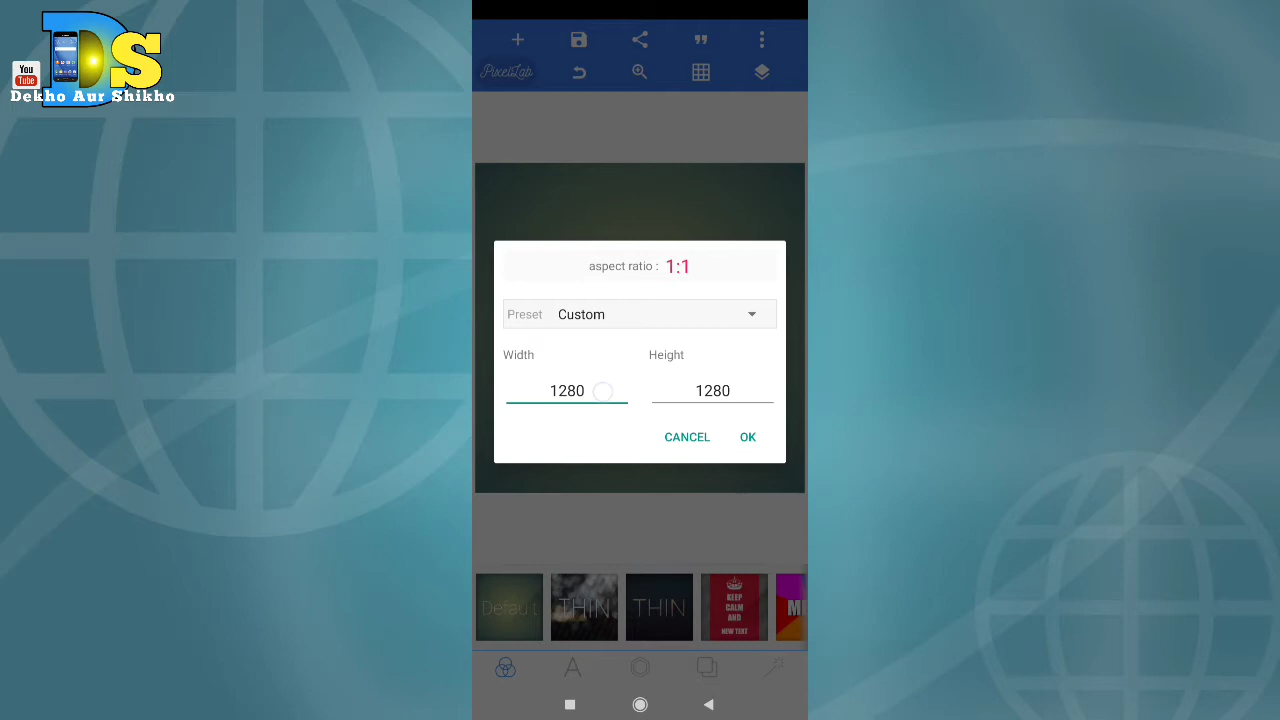 DS
You
Tube
Dekho Aur Shikho
PixelsLab
aspect ratio : 1:1
Preset Custom
Width Height
1280 1280
CANCEL OK
Default
THIN
THIN
KEEP
CALM
AND
NEW TEXT
A